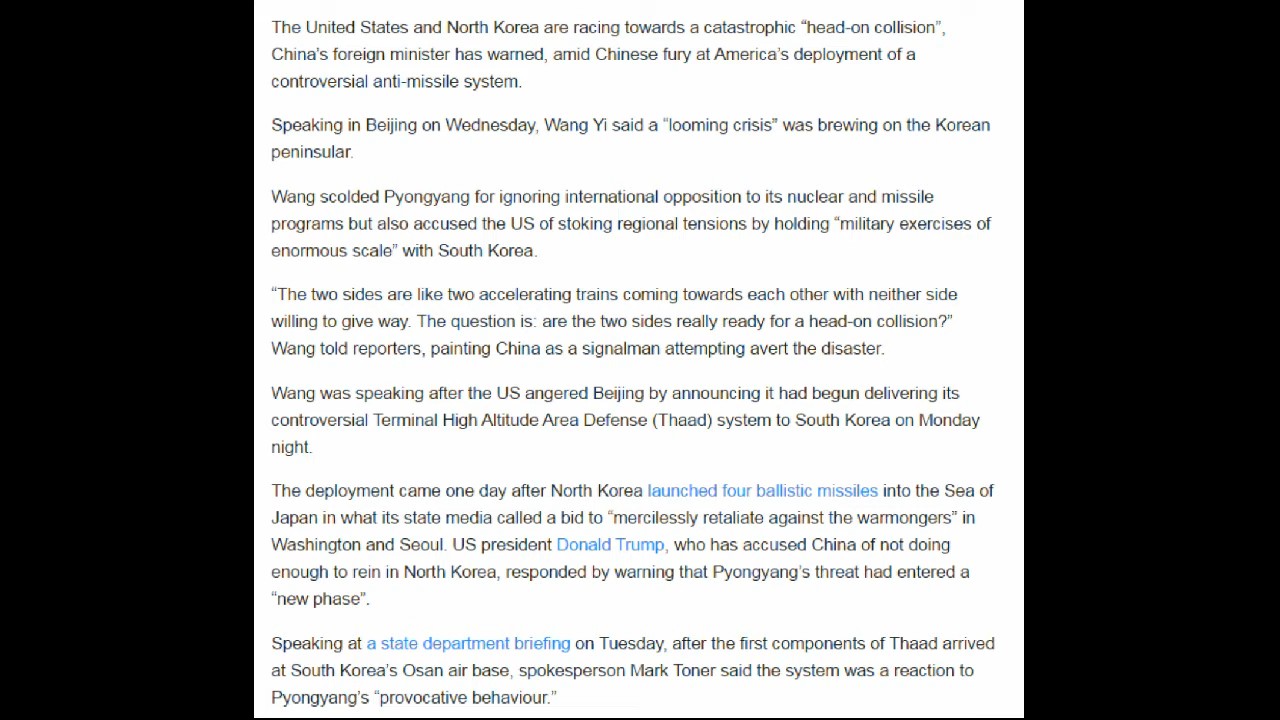 The United States and North Korea are racing towards a catastrophic “head-on collision”,
China’s foreign minister has warned, amid Chinese fury at America’s deployment of a
controversial anti-missile system.
Speaking in Beijing on Wednesday, Wang Yi said a “looming crisis” was brewing on the Korean
peninsular.
Wang scolded Pyongyang for ignoring international opposition to its nuclear and missile
programs but also accused the US of stoking regional tensions by holding “military exercises of
enormous scale” with South Korea.
“The two sides are like two accelerating trains coming towards each other with neither side
willing to give way. The question is: are the two sides really ready for a head-on collision?”
Wang told reporters, painting China as a signalman attempting avert the disaster.
Wang was speaking after the US angered Beijing by announcing it had begun delivering its
controversial Terminal High Altitude Area Defense (Thaad) system to South Korea on Monday
night.
The deployment came one day after North Korea launched four ballistic missiles into the Sea of
Japan in what its state media called a bid to “mercilessly retaliate against the warmongers” in
Washington and Seoul. US president Donald Trump, who has accused China of not doing
enough to rein in North Korea, responded by warning that Pyongyang’s threat had entered a
“new phase”.
Speaking at a state department briefing on Tuesday, after the first components of Thaad arrived
at South Korea’s Osan air base, spokesperson Mark Toner said the system was a reaction to
Pyongyang’s “provocative behaviour.”